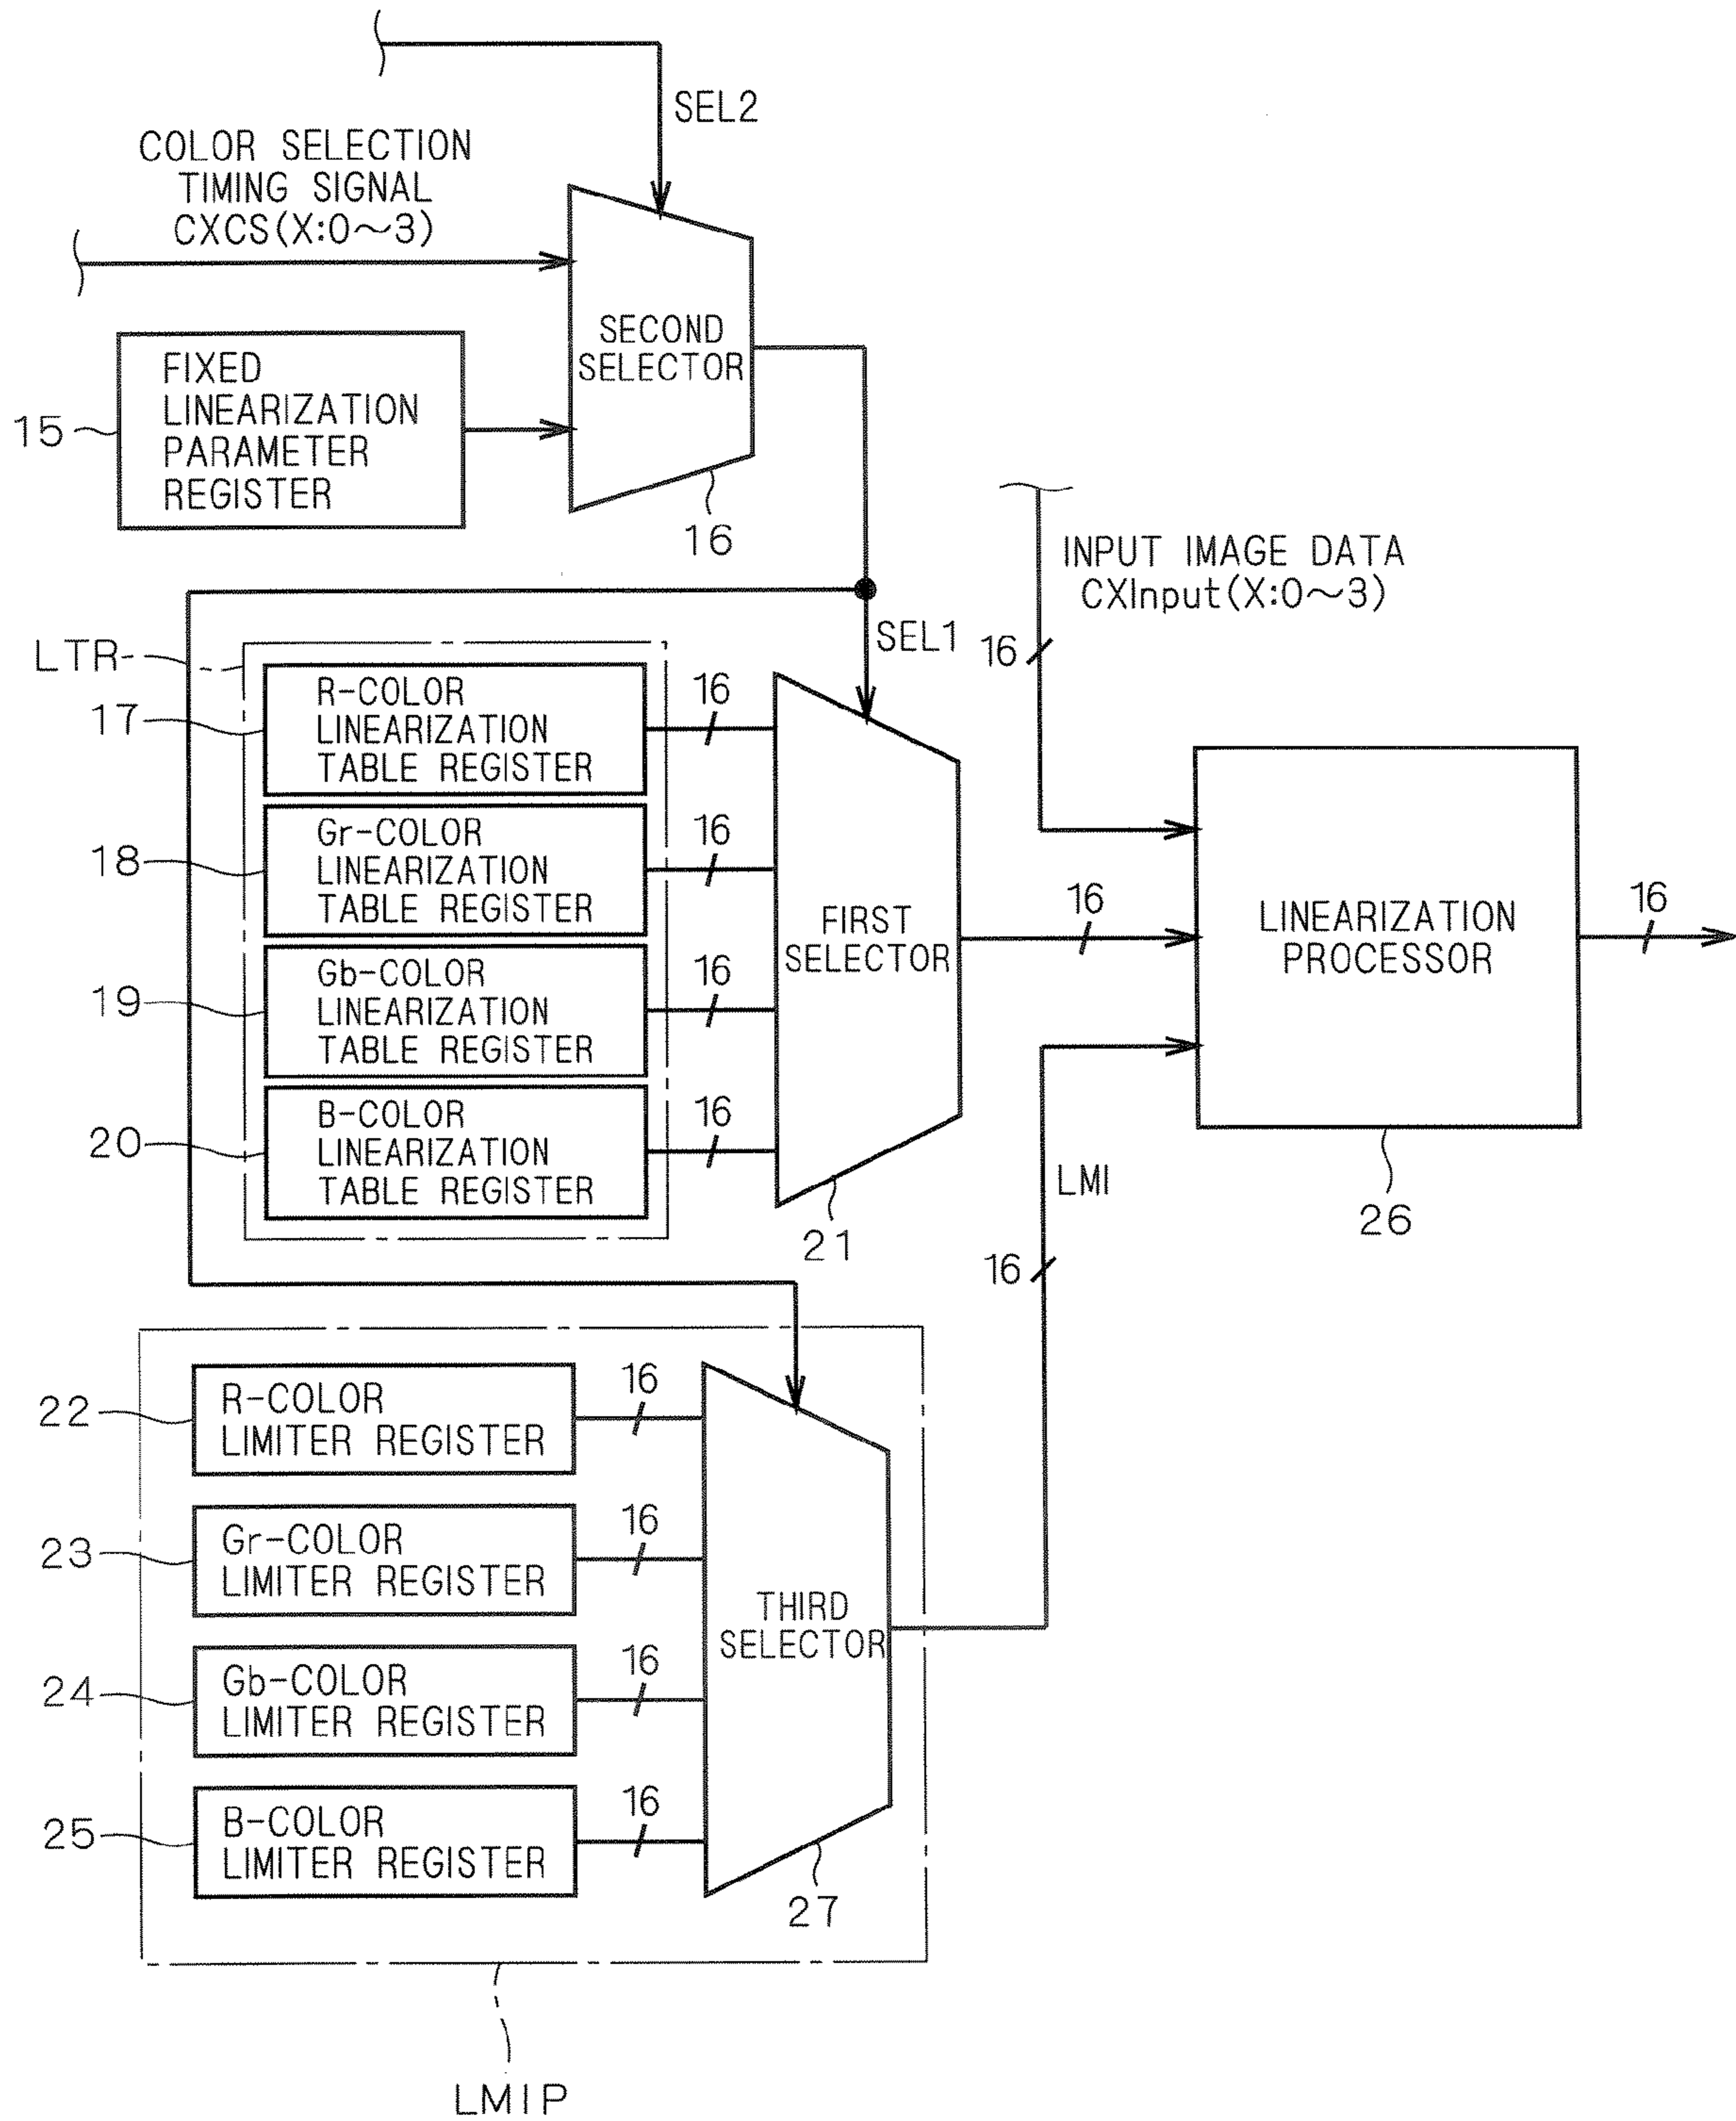 SEL2
COLOR SELECTION
TIMING SIGNAL
CXCS(X:0～3)
SECOND
SELECTOR
FIXED
LINEARIZATION
PARAMETER
REGISTER
15
16
INPUT IMAGE DATA
CXInput(X:0～3)
16
SEL1
LTR
R-COLOR
LINEARIZATION
TABLE REGISTER
17
16
Gr-COLOR
LINEARIZATION
TABLE REGISTER
18
16
Gb-COLOR
LINEARIZATION
TABLE REGISTER
19
16
B-COLOR
LINEARIZATION
TABLE REGISTER
20
16
FIRST
SELECTOR
21
16
LINEARIZATION
PROCESSOR
16
26
LMI
16
R-COLOR
LIMITER REGISTER
22
16
Gr-COLOR
LIMITER REGISTER
23
16
Gb-COLOR
LIMITER REGISTER
24
16
B-COLOR
LIMITER REGISTER
25
16
THIRD
SELECTOR
27
LMIP